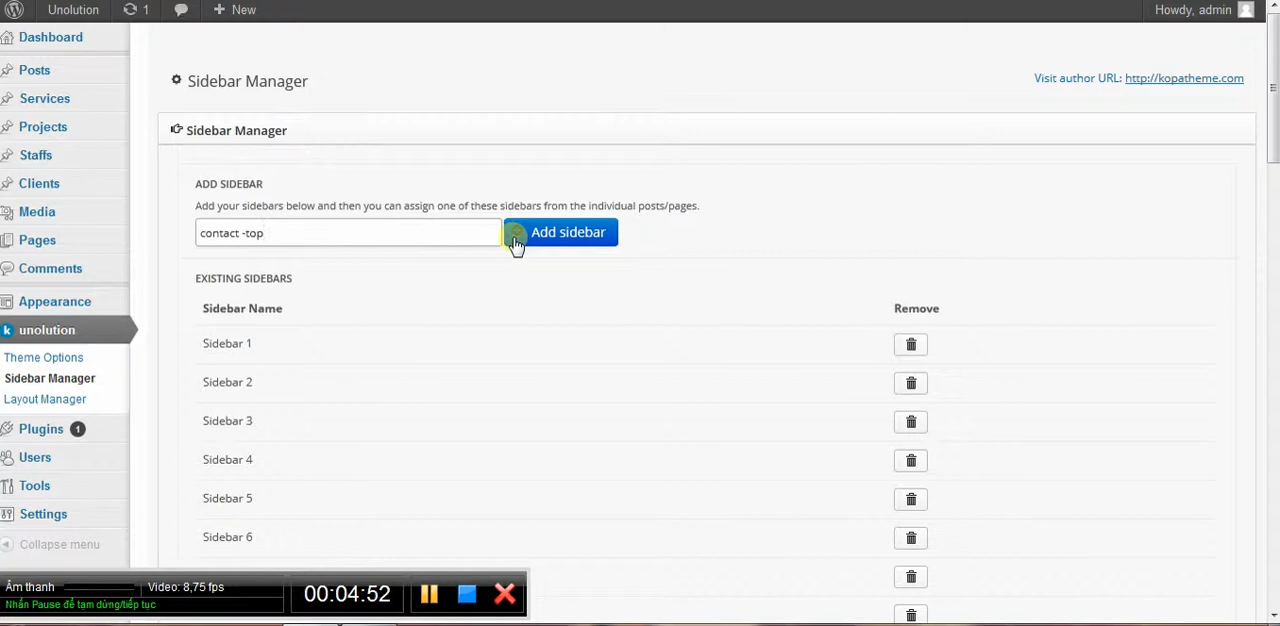 Unolution
1
New
Howdy, admin
Dashboard
Posts
Services
Projects
Staffs
Clients
Media
Pages
Comments
Appearance
k unolution
Theme Options
Sidebar Manager
Layout Manager
Plugins 1
Users
Tools
Settings
Collapse menu
Sidebar Manager
Visit author URL: http://kopatheme.com
Sidebar Manager
ADD SIDEBAR
Add your sidebars below and then you can assign one of these sidebars from the individual posts/pages.
contact -top
Add sidebar
EXISTING SIDEBARS
Sidebar Name
Remove
Sidebar 1
Sidebar 2
Sidebar 3
Sidebar 4
Sidebar 5
Sidebar 6
Âm thanh
Video: 8,75 fps
00:04:52
Nhấn Pause để tạm dừng/tiếp tục